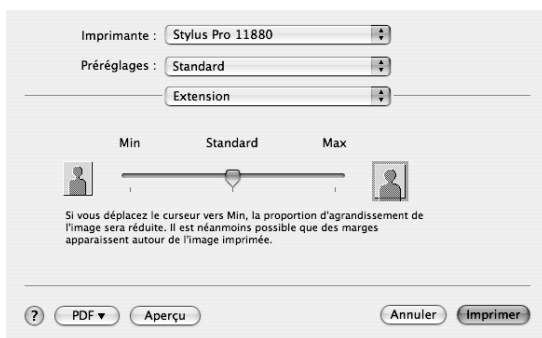 Imprimante : Stylus Pro 11880
Préréglages : Standard
Extension
Min Standard Max
Si vous déplacez le curseur vers Min, la proportion d'agrandissement de
l'image sera réduite. Il est néanmoins possible que des marges
apparaissent autour de l'image imprimée.
? PDF ▼ Aperçu Annuler Imprimer